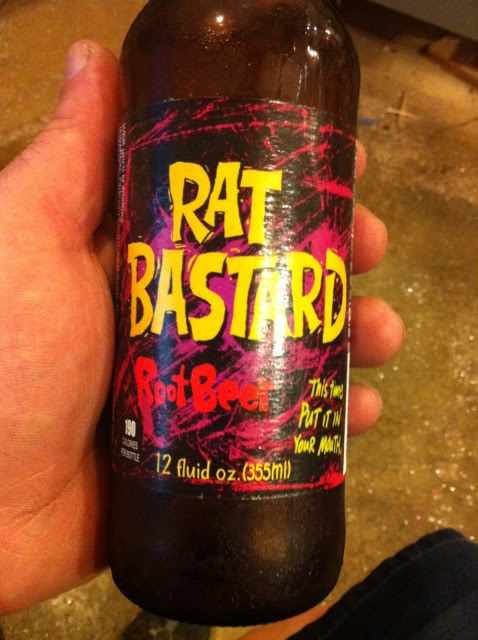 RAT
BASTARD
Root Beer
This time
PUT IT IN
YOUR MOUTH.
190
CALORIES
PER BOTTLE
12 fluid oz.(355ml)